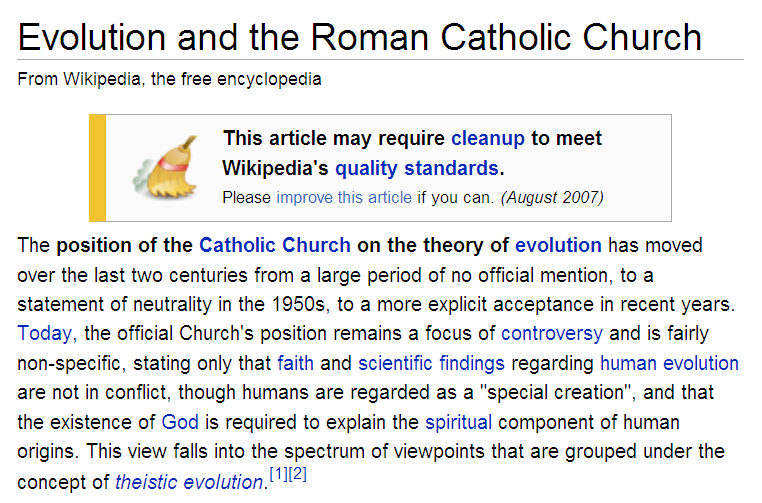 Evolution and the Roman Catholic Church
From Wikipedia, the free encyclopedia
This article may require cleanup to meet
Wikipedia's quality standards.
Please improve this article if you can. (August 2007)
The position of the Catholic Church on the theory of evolution has moved
over the last two centuries from a large period of no official mention, to a
statement of neutrality in the 1950s, to a more explicit acceptance in recent years.
Today, the official Church's position remains a focus of controversy and is fairly
non-specific, stating only that faith and scientific findings regarding human evolution
are not in conflict, though humans are regarded as a "special creation", and that
the existence of God is required to explain the spiritual component of human
origins. This view falls into the spectrum of viewpoints that are grouped under the
concept of theistic evolution.[1][2]